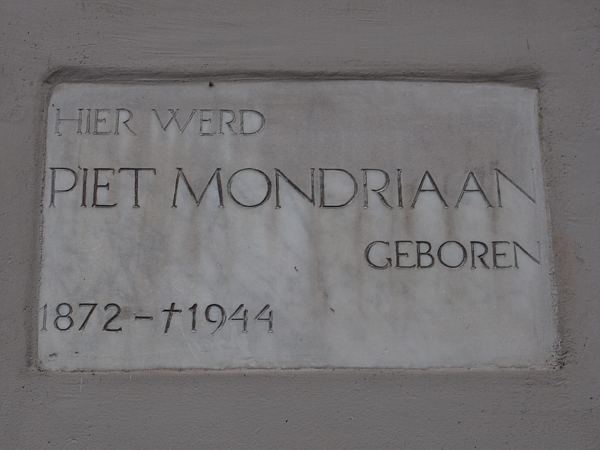 HIER WERD
PIET MONDRIAAN
GEBOREN
1872 – †1944